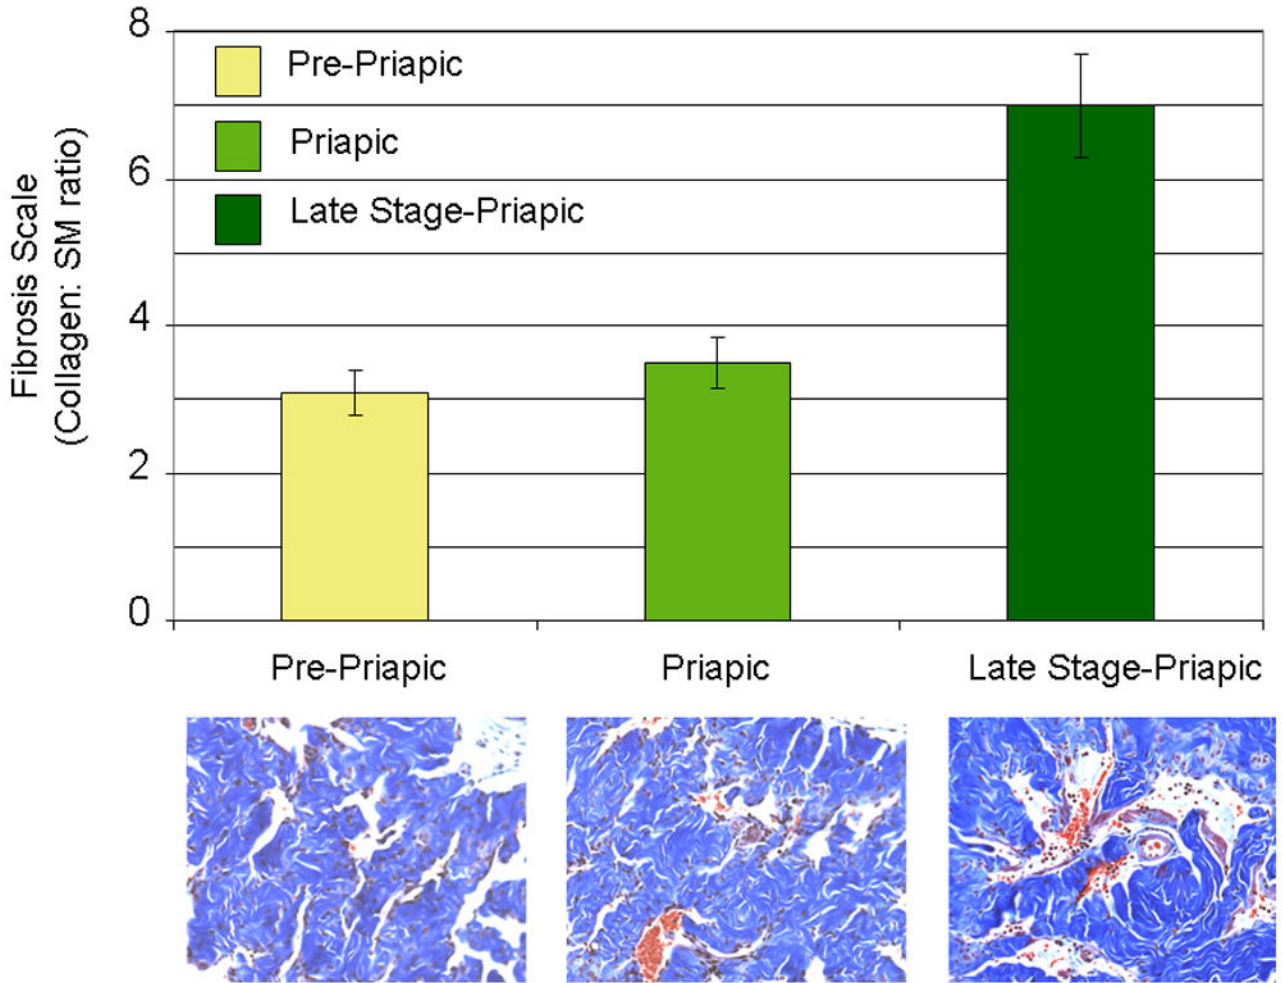 8
6
4
2
0
Fibrosis Scale
(Collagen: SM ratio)
Pre-Priapic
Priapic
Late Stage-Priapic
Pre-Priapic
Priapic
Late Stage-Priapic